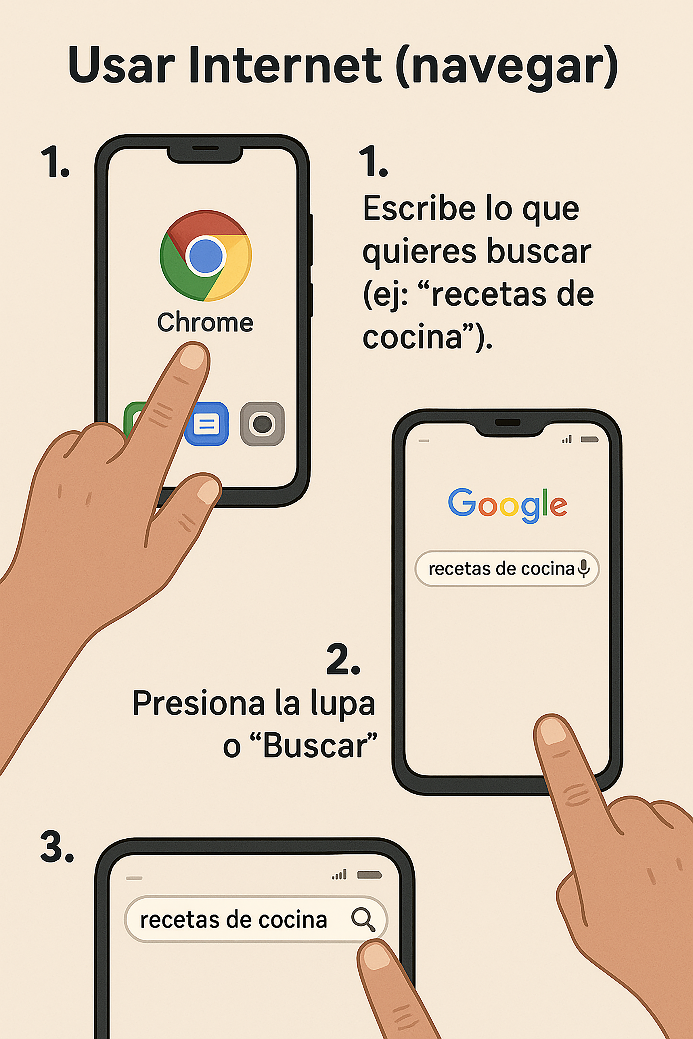 Usar Internet (navegar)
1.
Chrome
1.
Escribe lo que
quieres buscar
(ej: “recetas de
cocina”).
Google
recetas de cocina
2.
Presiona la lupa
o “Buscar”
3.
recetas de cocina